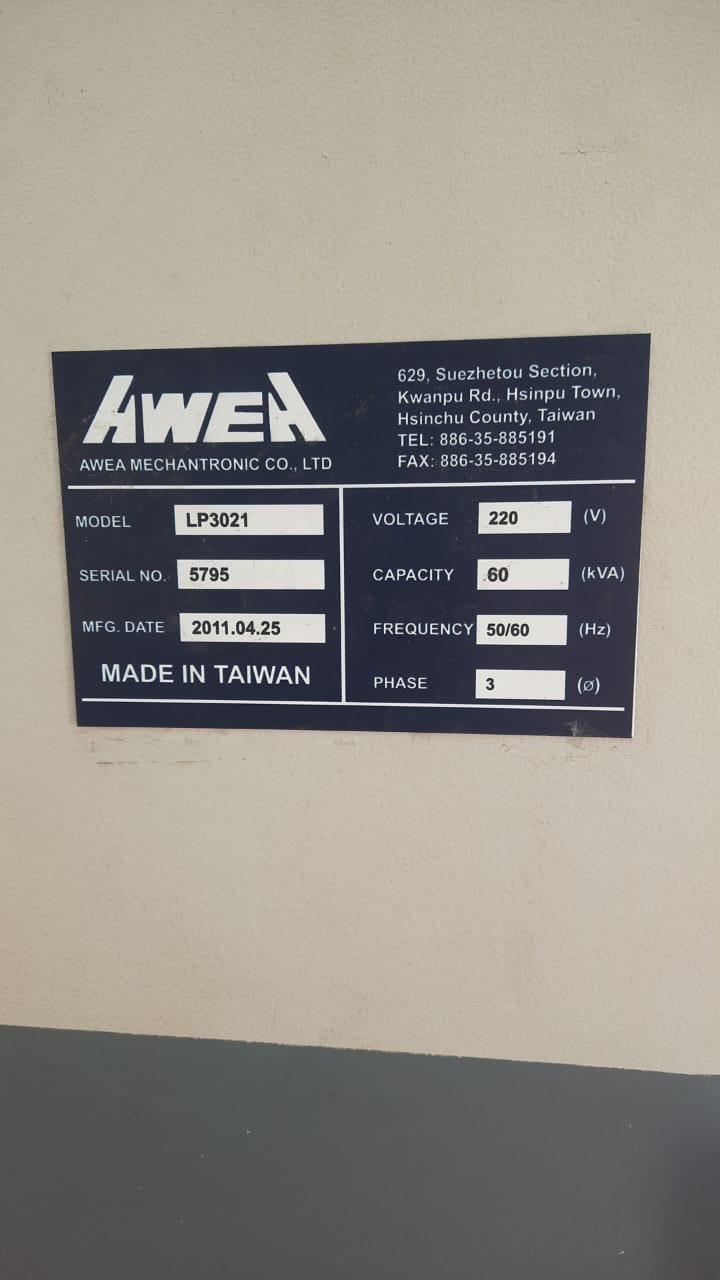 AWEA
AWEA MECHANTRONIC CO., LTD
629, Suezhetou Section,
Kwanpu Rd., Hsinpu Town,
Hsinchu County, Taiwan
TEL: 886-35-885191
FAX: 886-35-885194
MODEL LP3021
SERIAL NO. 5795
MFG. DATE 2011.04.25
MADE IN TAIWAN
VOLTAGE 220 (V)
CAPACITY 60 (kVA)
FREQUENCY 50/60 (Hz)
PHASE 3 (ø)